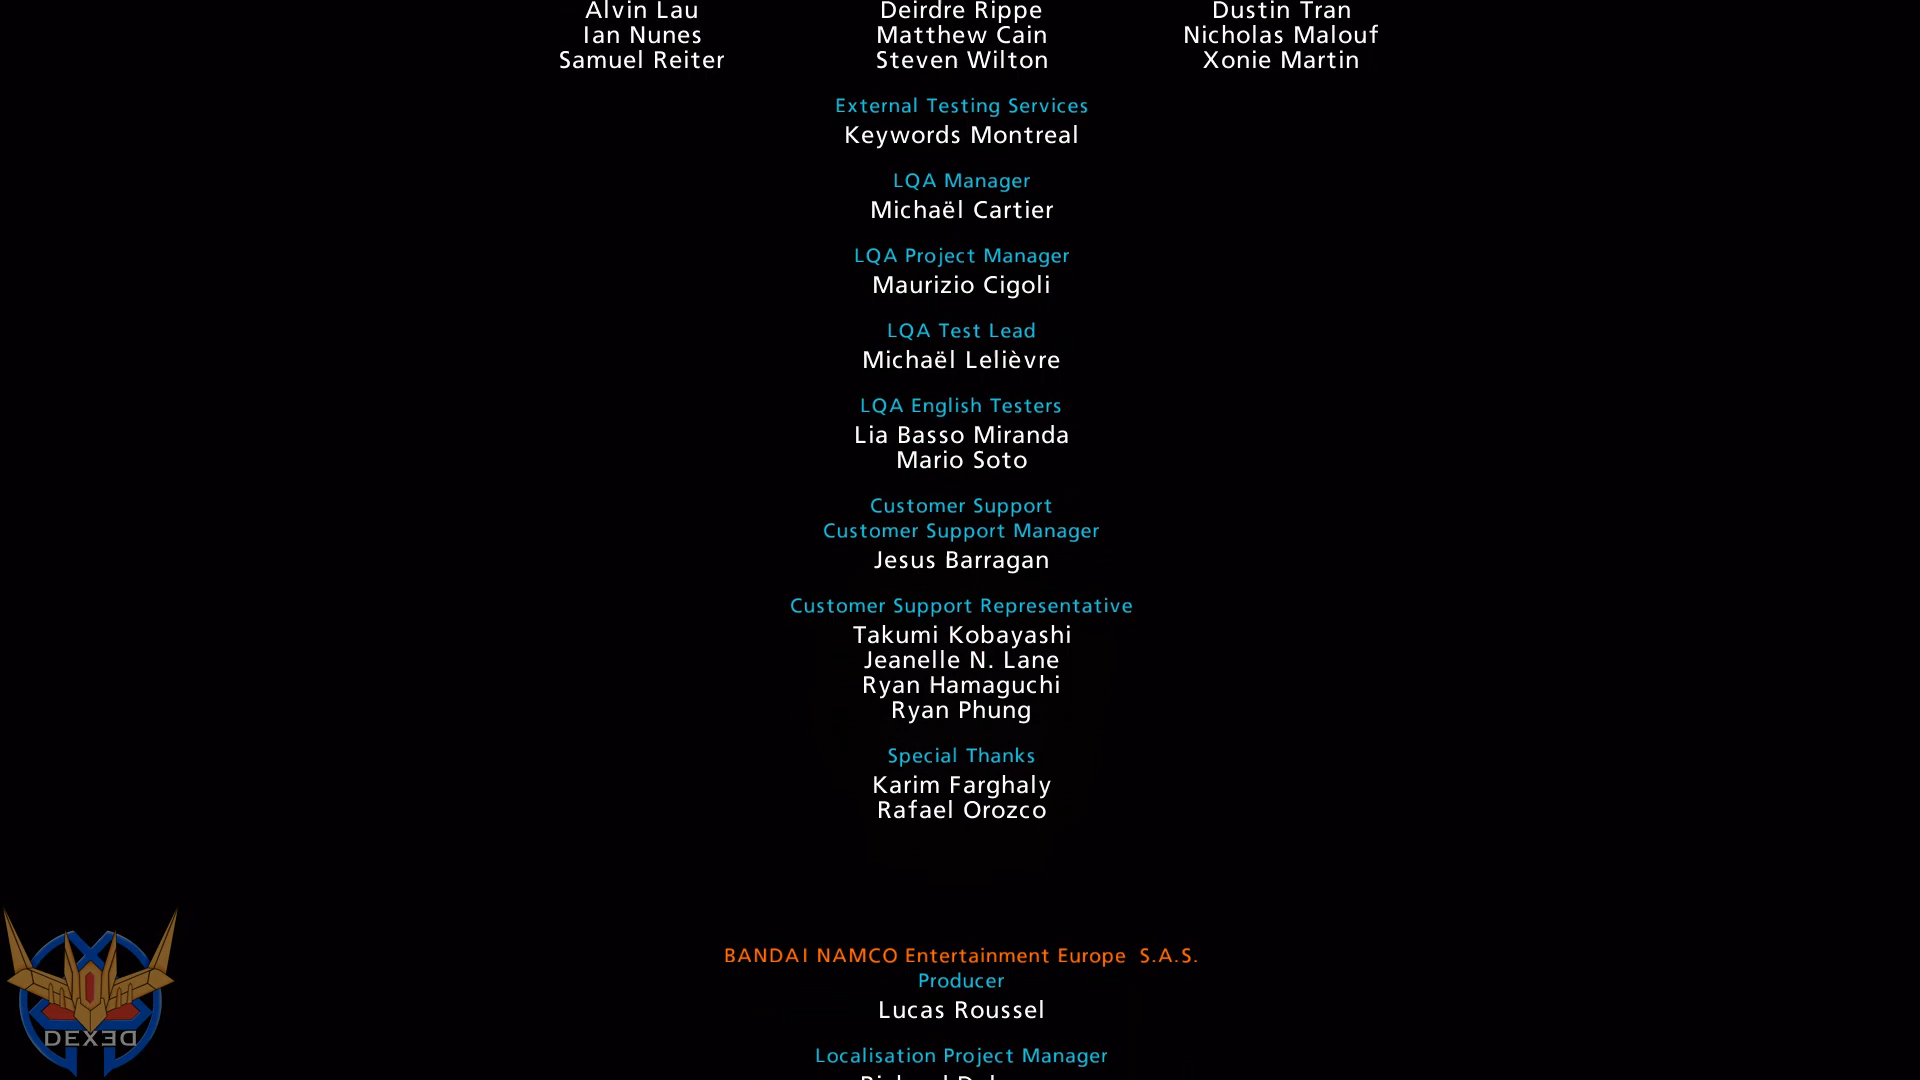 Alvin Lau Deirdre Rippe Dustin Tran
Ian Nunes Matthew Cain Nicholas Malouf
Samuel Reiter Steven Wilton Xonie Martin
External Testing Services
Keywords Montreal
LQA Manager
Michaël Cartier
LQA Project Manager
Maurizio Cigoli
LQA Test Lead
Michaël Lelièvre
LQA English Testers
Lia Basso Miranda
Mario Soto
Customer Support
Customer Support Manager
Jesus Barragan
Customer Support Representative
Takumi Kobayashi
Jeanelle N. Lane
Ryan Hamaguchi
Ryan Phung
Special Thanks
Karim Farghaly
Rafael Orozco
BANDAI NAMCO Entertainment Europe S.A.S.
Producer
Lucas Roussel
Localisation Project Manager
DEXED